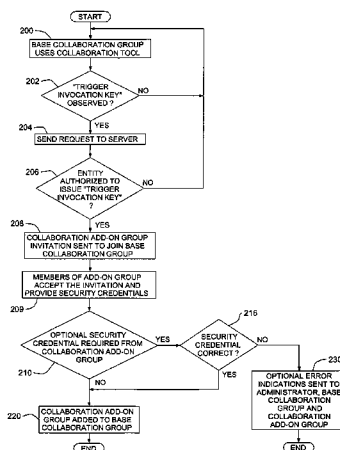 START
200
BASE COLLABORATION GROUP
USES COLLABORATION TOOL
202
"TRIGGER
INVOCATION KEY"
OBSERVED ?
NO
YES
204
SEND REQUEST TO SERVER
206
ENTITY
AUTHORIZED TO
ISSUE "TRIGGER
INVOCATION KEY"
?
NO
YES
208
COLLABORATION ADD-ON GROUP
INVITATION SENT TO JOIN BASE
COLLABORATION GROUP
MEMBERS OF ADD-ON GROUP
ACCEPT THE INVITATION AND
PROVIDE SECURITY CREDENTIALS
209
OPTIONAL SECURITY
CREDENTIAL REQUIRED FROM
COLLABORATION ADD-ON
GROUP
210
YES
216
SECURITY
CREDENTIAL
CORRECT ?
NO
YES
NO
230
OPTIONAL ERROR
INDICATIONS SENT TO
ADMINISTRATOR, BASE
COLLABORATION
GROUP AND
COLLABORATION
ADD-ON GROUP
220
COLLABORATION ADD-ON
GROUP ADDED TO BASE
COLLABORATION GROUP
END
END